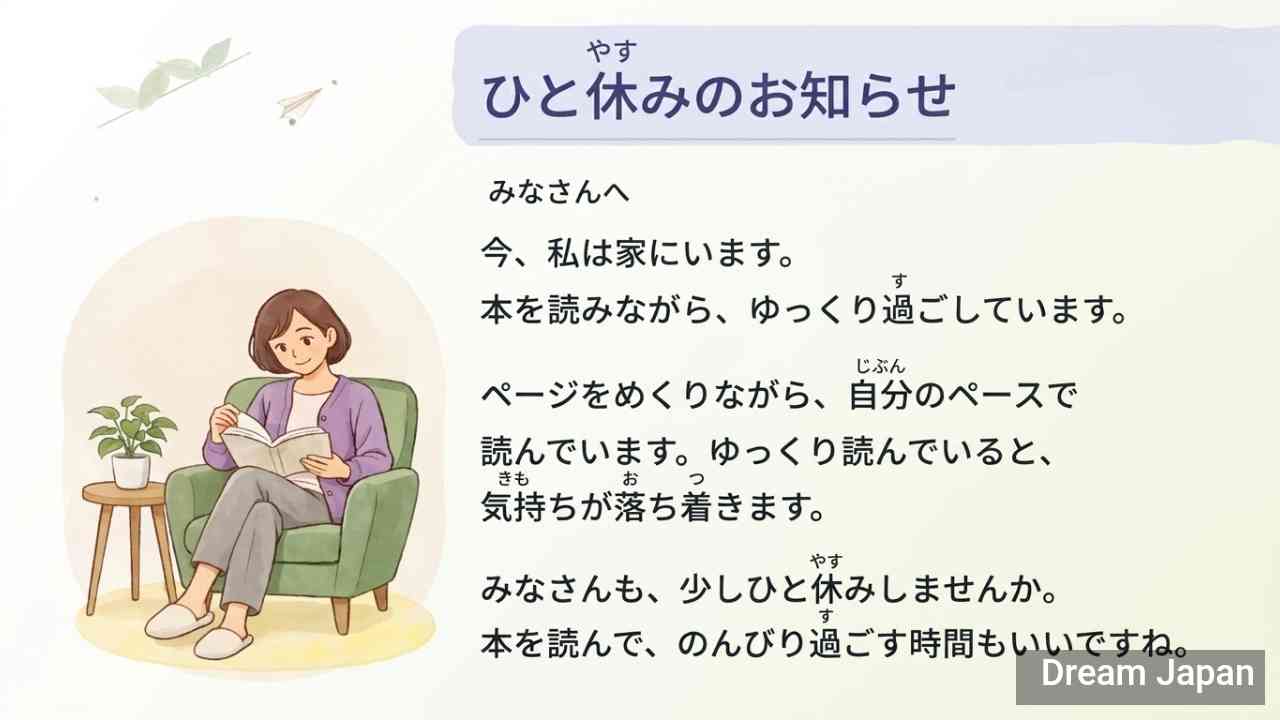 ひと休みのお知らせ
みなさんへ
今、私は家にいます。
本を読みながら、ゆっくり過ごしています。
ページをめくりながら、自分のペースで
読んでいます。ゆっくり読んでいると、
気持ちが落ち着きます。
みなさんも、少しひと休みしませんか。
本を読んで、のんびり過ごす時間もいいですね。
Dream Japan